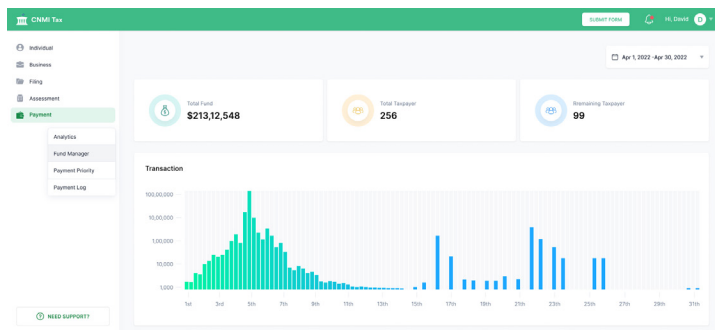 CNMI Tax
SUBMIT FORM
Hi, David
D
Individual
Business
Filing
Assessment
Payment
Analytics
Fund Manager
Payment Priority
Payment Log
NEED SUPPORT?
Apr 1, 2022 -Apr 30, 2022
Total Fund
$213,12,548
Total Taxpayer
256
Rremaining Taxpayer
99
Transaction
100,00,000
10,00,000
1,00,000
10,000
1,000
1st 3rd 5th 7th 9th 11th 13th 15th 17th 19th 21th 23th 25th 27th 29th 31th